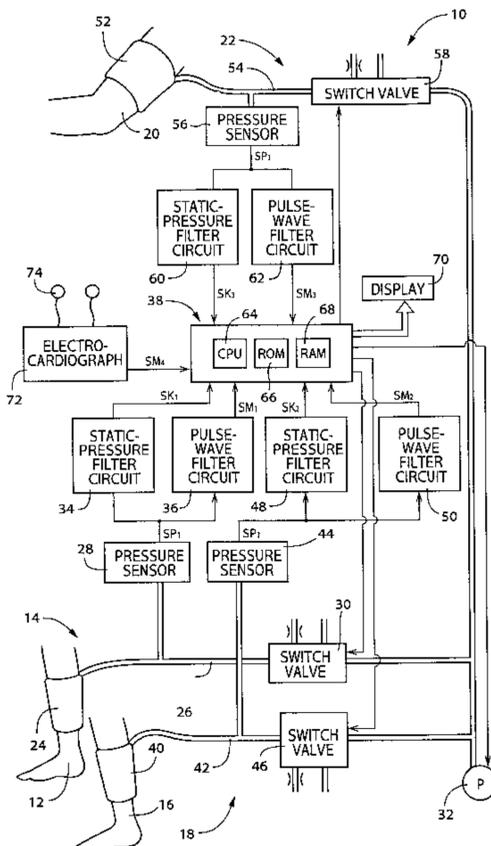 10
52
22
58
54
SWITCH VALVE
20
56
PRESSURE
SENSOR
SP3
STATIC-
PRESSURE
FILTER
CIRCUIT
PULSE-
WAVE
FILTER
CIRCUIT
70
74
60
62
DISPLAY
38
SK3
SM3
64
68
CPU
ROM
RAM
ELECTRO-
CARDIOGRAPH
72
SM4
66
SK1
SM1
SK2
SM2
STATIC-
PRESSURE
FILTER
CIRCUIT
PULSE-
WAVE
FILTER
CIRCUIT
STATIC-
PRESSURE
FILTER
CIRCUIT
PULSE-
WAVE
FILTER
CIRCUIT
34
36
48
50
SP1
SP2
44
28
PRESSURE
SENSOR
PRESSURE
SENSOR
14
30
SWITCH
VALVE
26
24
40
42
46
SWITCH
VALVE
12
16
18
P
32